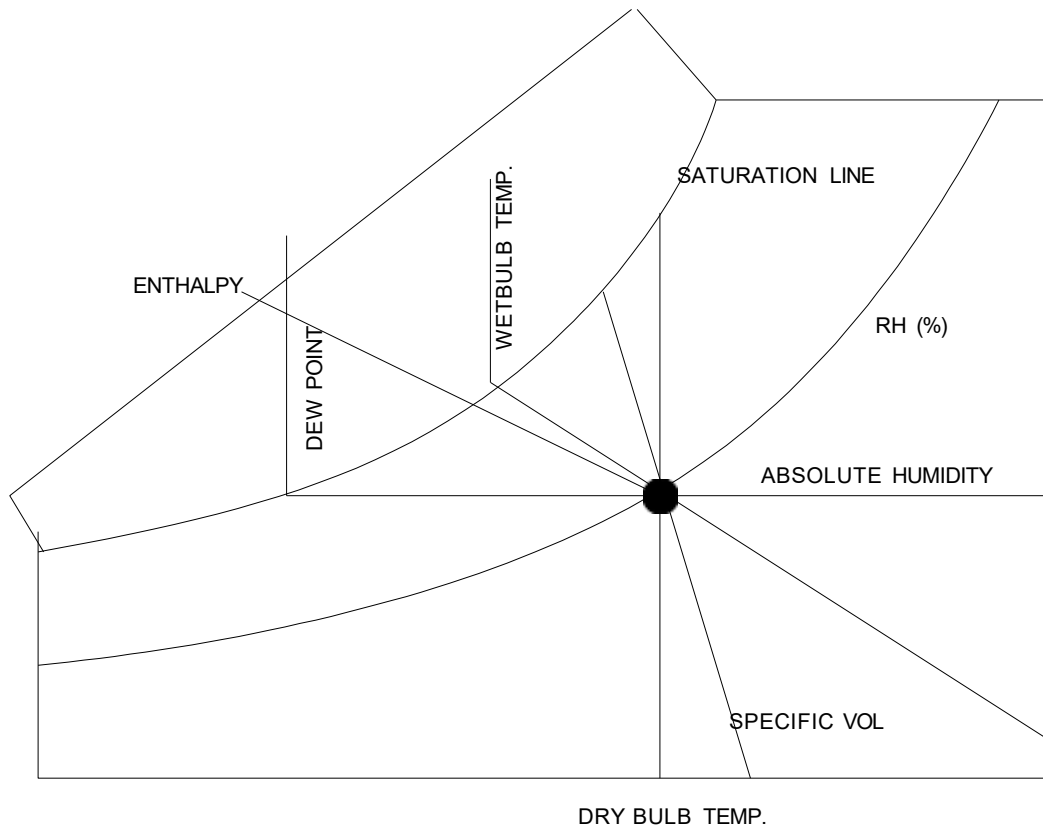 SATURATION LINE
WETBULB TEMP.
ENTHALPY
RH (%)
DEW POINT
ABSOLUTE HUMIDITY
SPECIFIC VOL
DRY BULB TEMP.